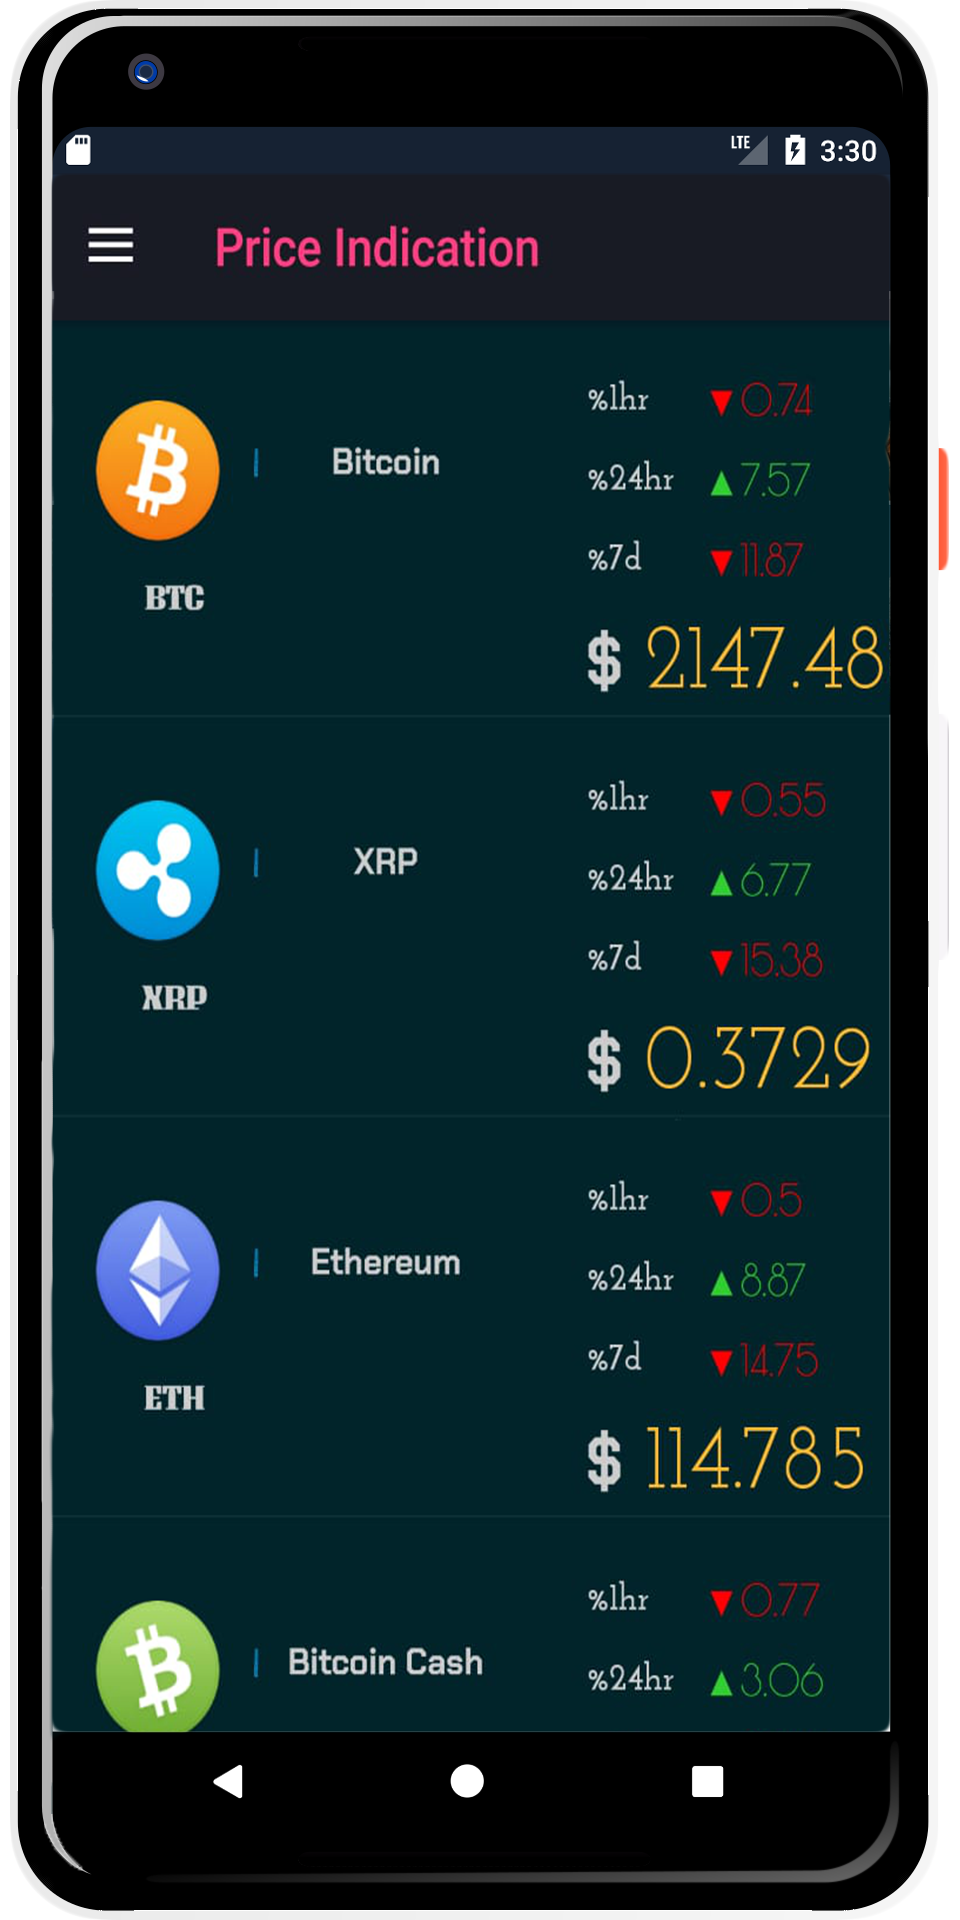 LTE 3:30
Price Indication
%1hr ▼0.74
Bitcoin
%24hr ▲7.57
%7d ▼11.87
BTC
$ 2147.48
%1hr ▼0.55
XRP
%24hr ▲6.77
%7d ▼15.38
XRP
$ 0.3729
%1hr ▼0.5
Ethereum
%24hr ▲8.87
%7d ▼14.75
ETH
$ 114.785
%1hr ▼0.77
Bitcoin Cash
%24hr ▲3.06